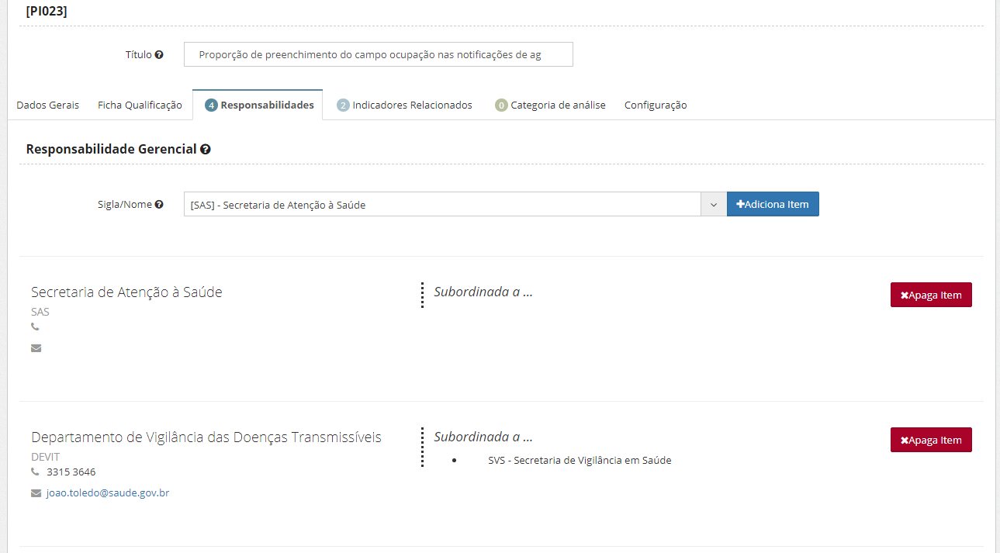 [PI023]
Título
Proporção de preenchimento do campo ocupação nas notificações de ag
Dados Gerais
Ficha Qualificação
4 Responsabilidades
2 Indicadores Relacionados
0 Categoria de análise
Configuração
Responsabilidade Gerencial
Sigla/Nome
[SAS] - Secretaria de Atenção à Saúde
Adiciona Item
Secretaria de Atenção à Saúde
SAS
Subordinada a ...
Apaga Item
Departamento de Vigilância das Doenças Transmissíveis
DEVIT
3315 3646
joao.toledo@saude.gov.br
Subordinada a ...
SVS - Secretaria de Vigilância em Saúde
Apaga Item